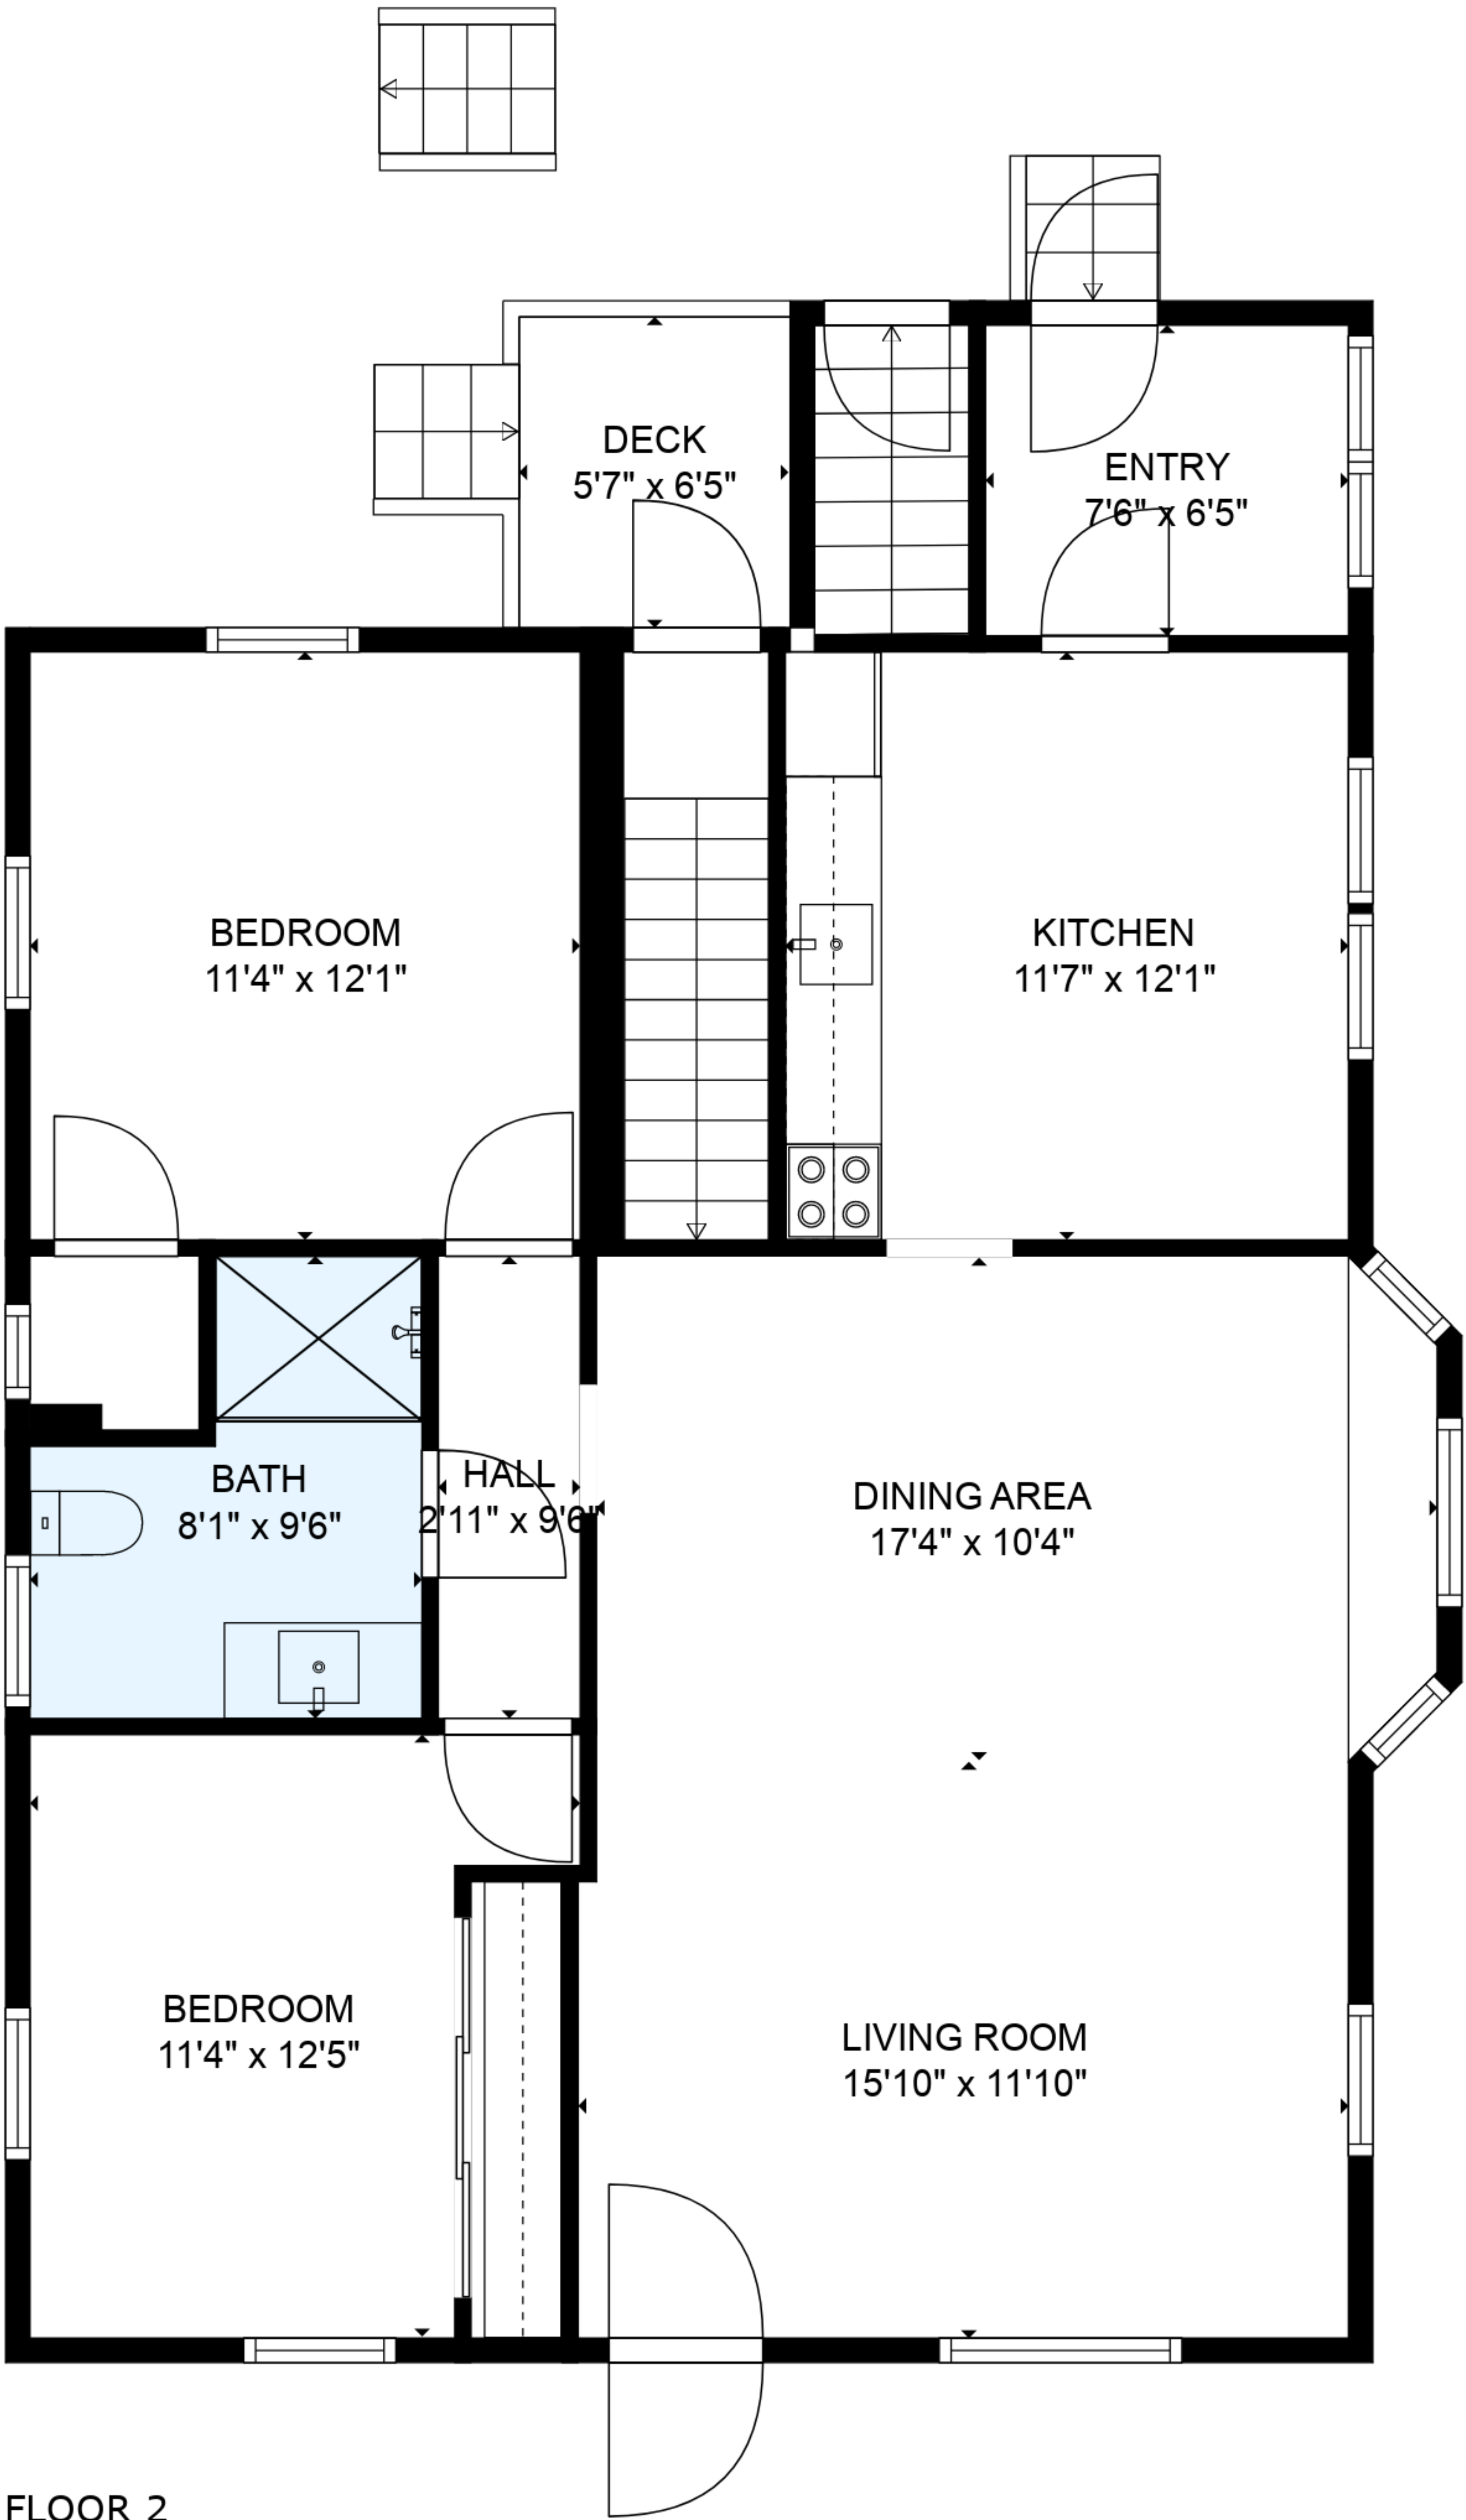 DECK
5'7" x 6'5"
ENTRY
7'6" x 6'5"
BEDROOM
11'4" x 12'1"
KITCHEN
11'7" x 12'1"
BATH
8'1" x 9'6"
HALL
2'11" x 9'6"
DINING AREA
17'4" x 10'4"
BEDROOM
11'4" x 12'5"
LIVING ROOM
15'10" x 11'10"
FLOOR 2